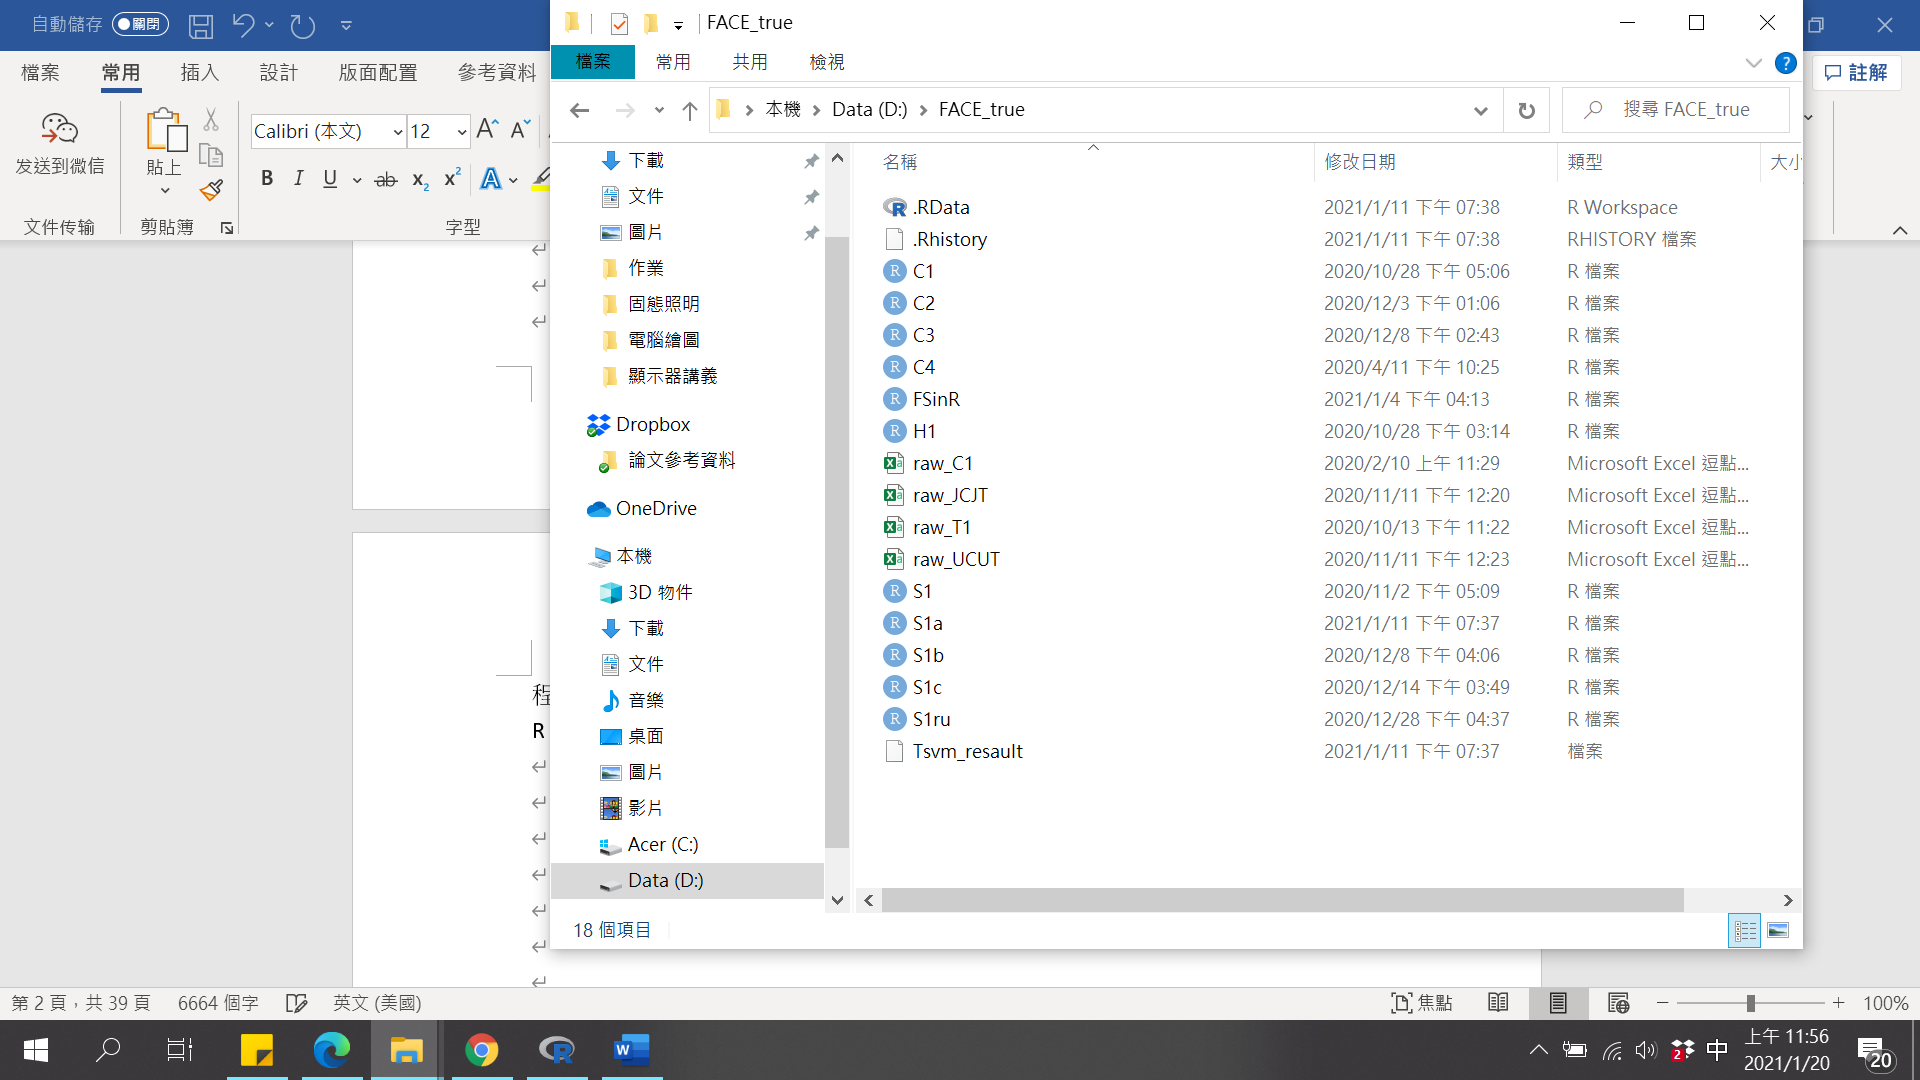 自動儲存 關閉
檔案 常用 插入 設計 版面配置 參考資料
发送到微信
文件传输
貼上
剪貼簿
Calibri (本文) 12
B I U ab x₂ x² A
字型
註解
程
R
FACE_true
檔案 常用 共用 檢視
本機 Data (D:) FACE_true
搜尋 FACE_true
下載
文件
圖片
作業
固態照明
電腦繪圖
顯示器講義
Dropbox
論文參考資料
OneDrive
本機
3D 物件
下載
文件
音樂
桌面
圖片
影片
Acer (C:)
Data (D:)
名稱 修改日期 類型 大小
.RData 2021/1/11 下午 07:38 R Workspace
.Rhistory 2021/1/11 下午 07:38 RHISTORY 檔案
C1 2020/10/28 下午 05:06 R 檔案
C2 2020/12/3 下午 01:06 R 檔案
C3 2020/12/8 下午 02:43 R 檔案
C4 2020/4/11 下午 10:25 R 檔案
FSinR 2021/1/4 下午 04:13 R 檔案
H1 2020/10/28 下午 03:14 R 檔案
raw_C1 2020/2/10 上午 11:29 Microsoft Excel 逗點...
raw_JCJT 2020/11/11 下午 12:20 Microsoft Excel 逗點...
raw_T1 2020/10/13 下午 11:22 Microsoft Excel 逗點...
raw_UCUT 2020/11/11 下午 12:23 Microsoft Excel 逗點...
S1 2020/11/2 下午 05:09 R 檔案
S1a 2021/1/11 下午 07:37 R 檔案
S1b 2020/12/8 下午 04:06 R 檔案
S1c 2020/12/14 下午 03:49 R 檔案
S1ru 2020/12/28 下午 04:37 R 檔案
Tsvm_resault 2021/1/11 下午 07:37 檔案
18 個項目
第 2 頁，共 39 頁 6664 個字 英文 (美國) 焦點 100%
中 上午 11:56
2021/1/20
20